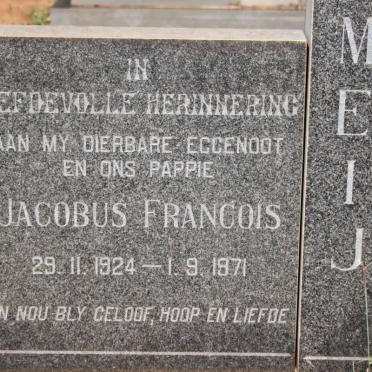 IN
EFDEVOLLE HERINNERING
AAN MY DIERBARE EGGENOOT
EN ONS PAPPIE
JACOBUS FRANCOIS
29.11.1924 — 1.9.1971
EN NOU BLY GELOOF, HOOP EN LIEFDE
M
E
I
J